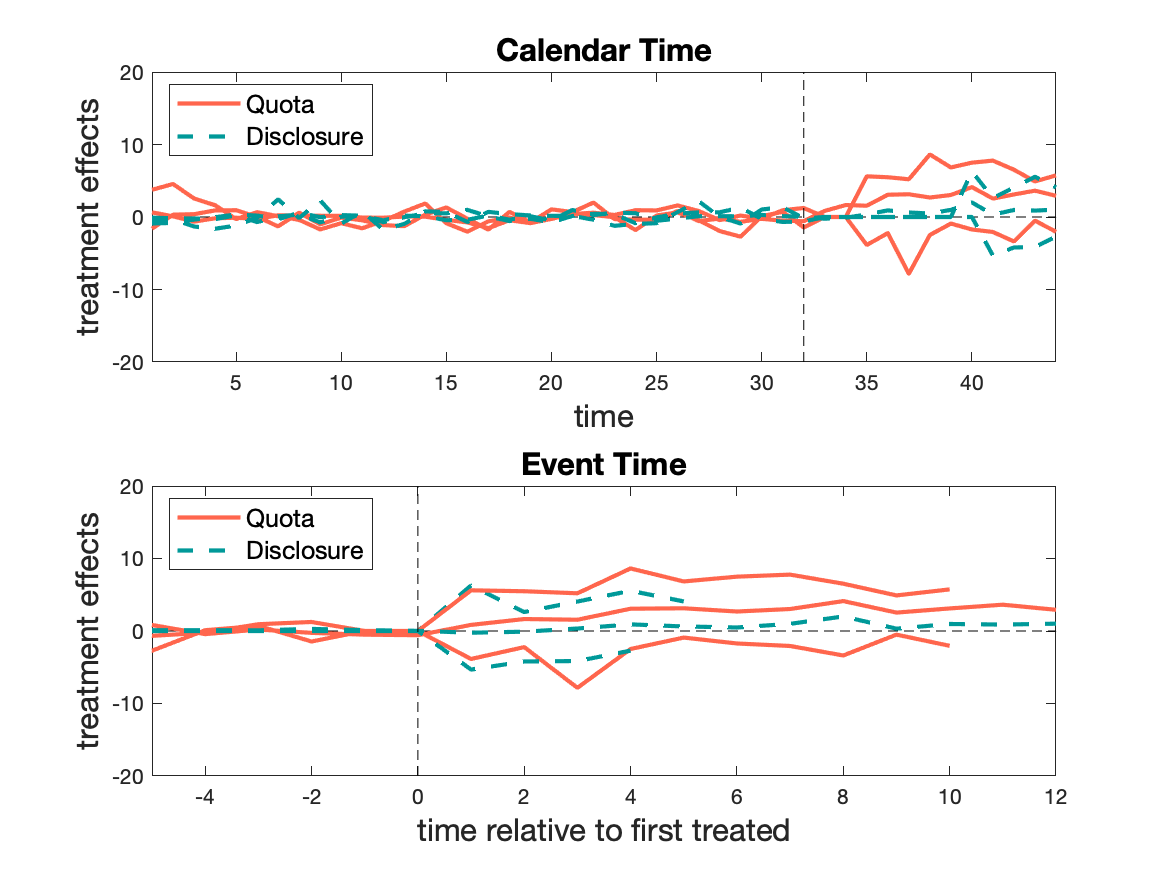 Calendar Time
20
10
0
-10
-20
treatment effects
Quota
Disclosure
5 10 15 20 25 30 35 40
time
Event Time
20
10
0
-10
-20
treatment effects
Quota
Disclosure
-4 -2 0 2 4 6 8 10 12
time relative to first treated